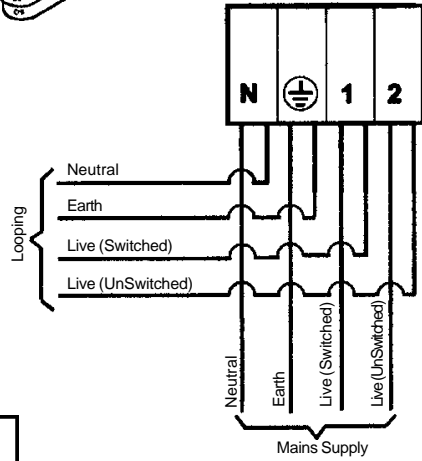 N 1 2
Neutral
Earth
Live (Switched)
Live (UnSwitched)
Looping
Neutral
Earth
Live (Switched)
Live (UnSwitched)
Mains Supply